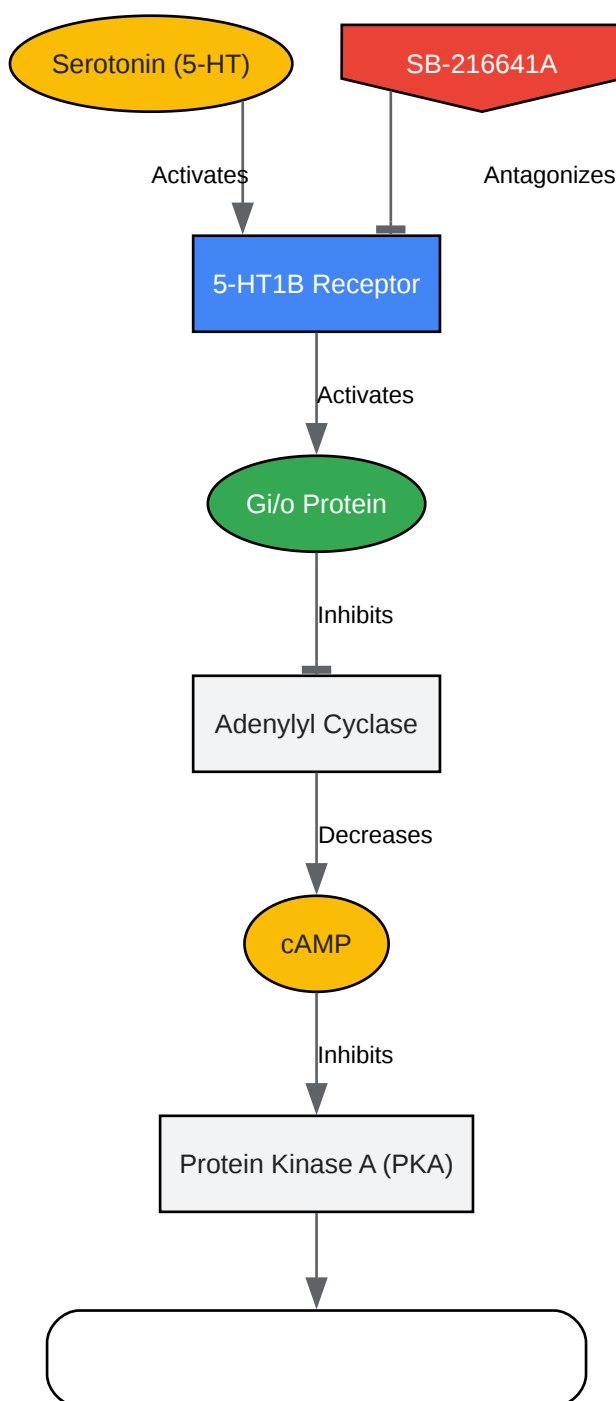 Serotonin (5-HT)
SB-216641A
Activates
Antagonizes
5-HT1B Receptor
Activates
Gi/o Protein
Inhibits
Adenylyl Cyclase
Decreases
cAMP
Inhibits
Protein Kinase A (PKA)